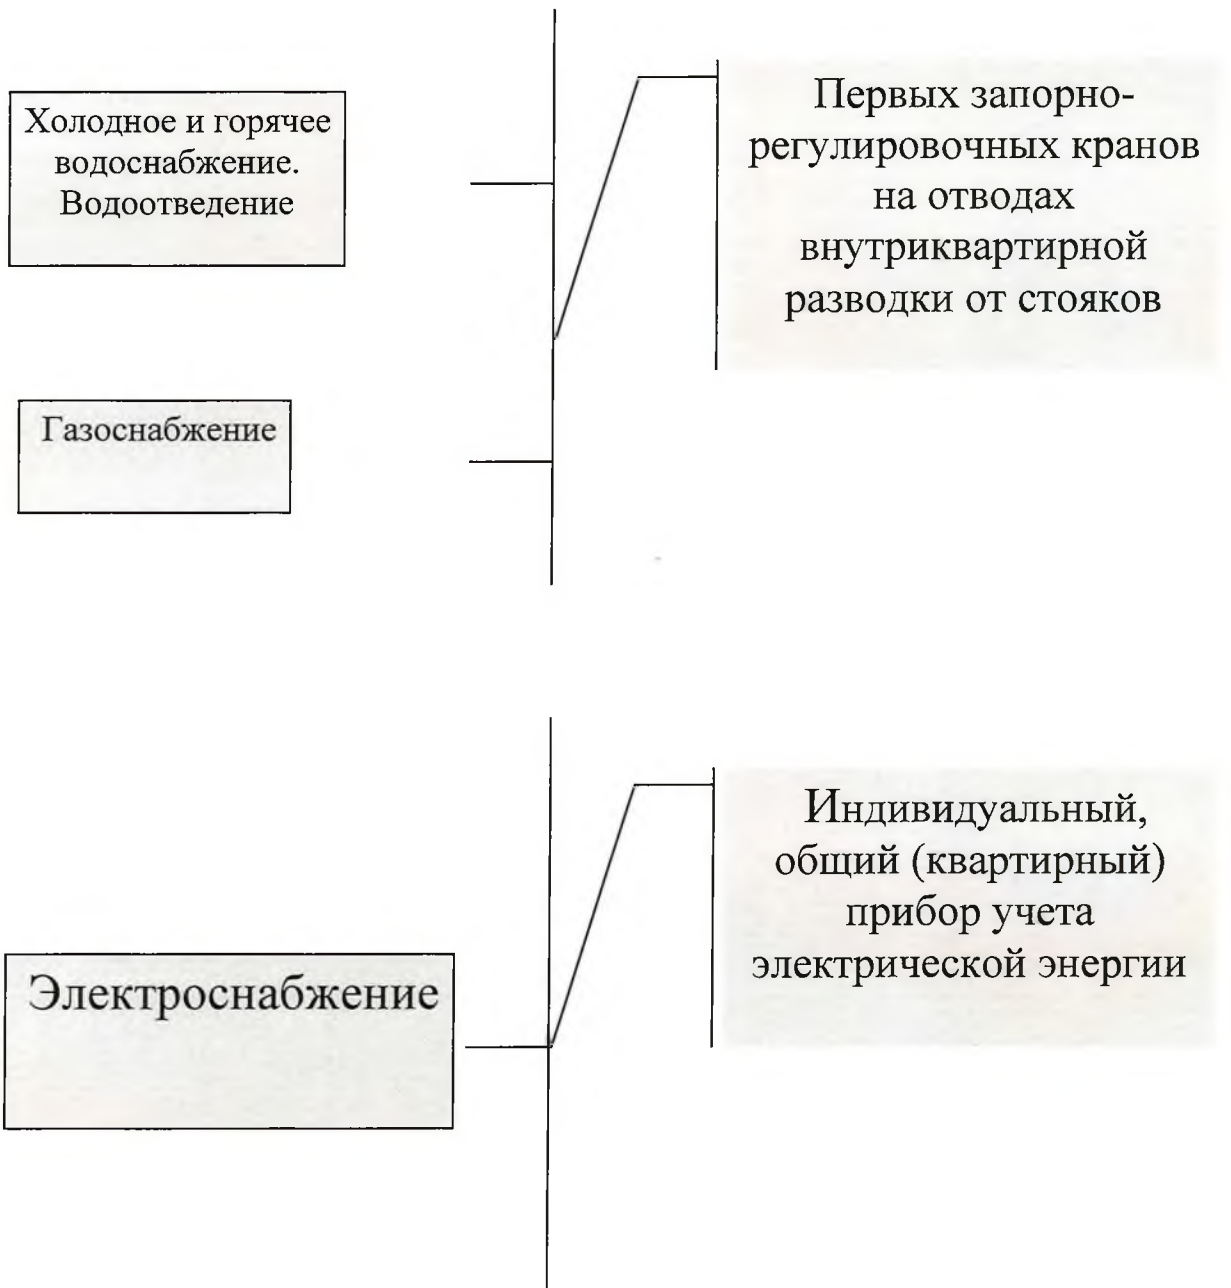 Холодное и горячее
водоснабжение.
Водоотведение
Первых запорно-
регулировочных кранов
на отводах
внутриквартирной
разводки от стояков
Газоснабжение
Индивидуальный,
общий (квартирный)
прибор учета
электрической энергии
Электроснабжение